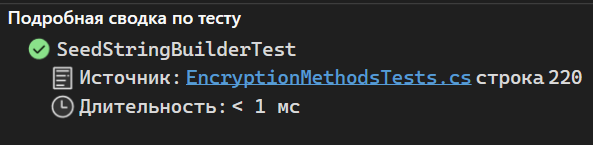 Подробная сводка по тесту
SeedStringBuilderTest
Источник: EncryptionMethodsTests.cs строка 220
Длительность: < 1 мс